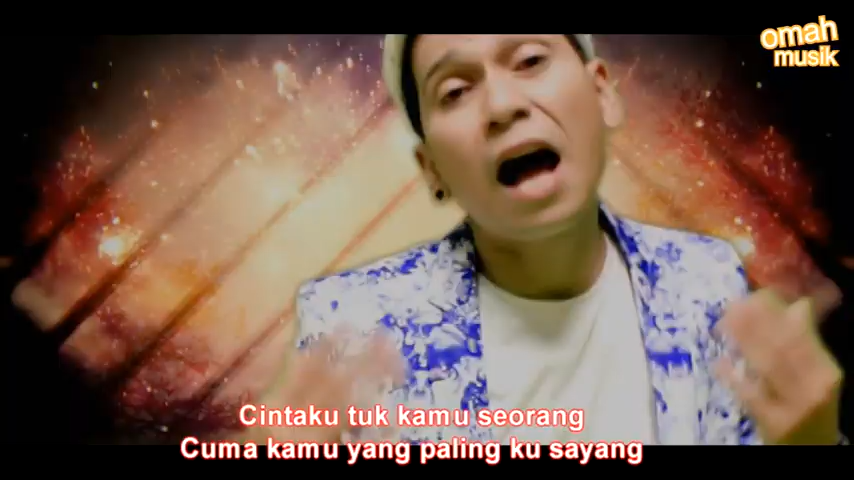 omah
musik
Cintaku tuk kamu seorang
Cuma kamu yang paling ku sayang